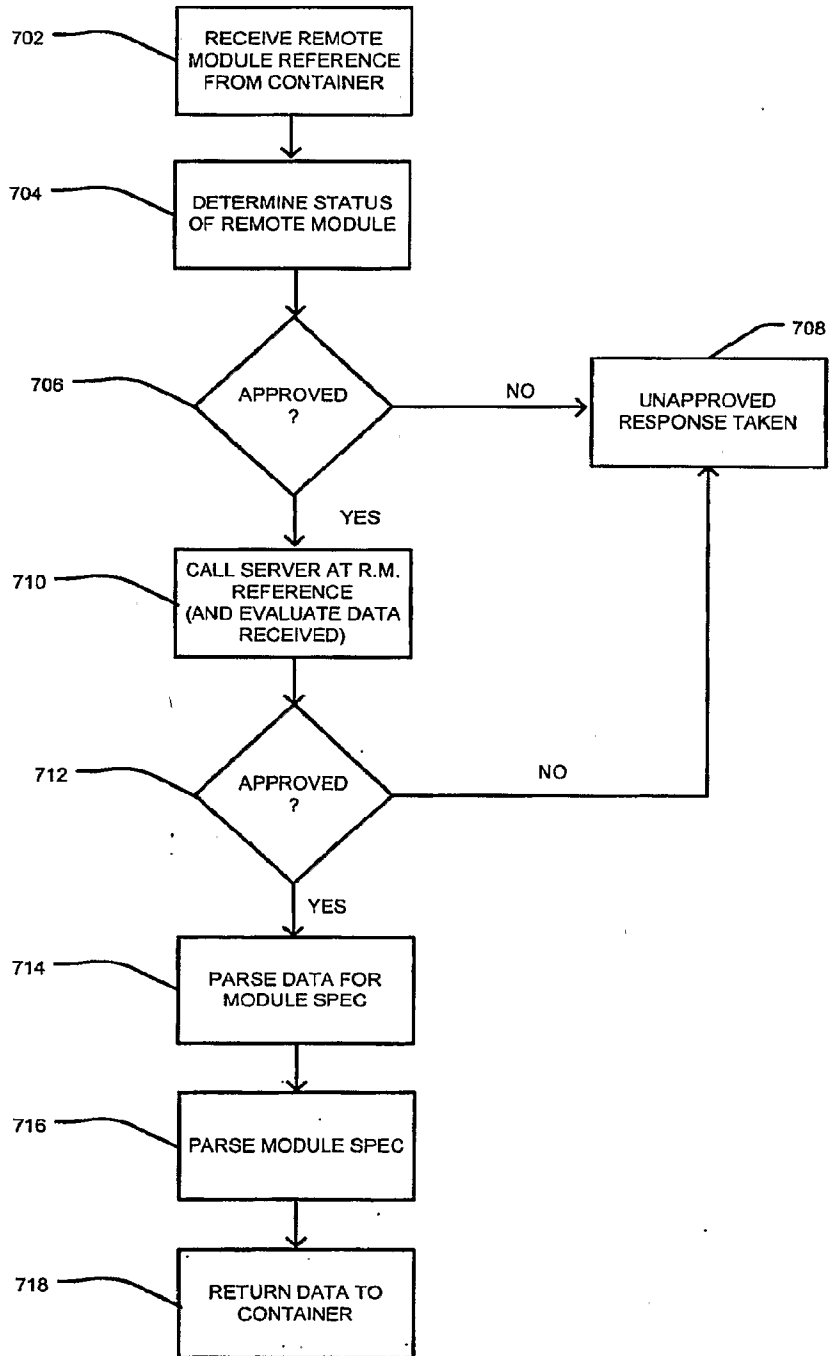 702
RECEIVE REMOTE
MODULE REFERENCE
FROM CONTAINER
704
DETERMINE STATUS
OF REMOTE MODULE
706
APPROVED
?
NO
708
UNAPPROVED
RESPONSE TAKEN
YES
710
CALL SERVER AT R.M.
REFERENCE
(AND EVALUATE DATA
RECEIVED)
712
APPROVED
?
NO
YES
714
PARSE DATA FOR
MODULE SPEC
716
PARSE MODULE SPEC
718
RETURN DATA TO
CONTAINER